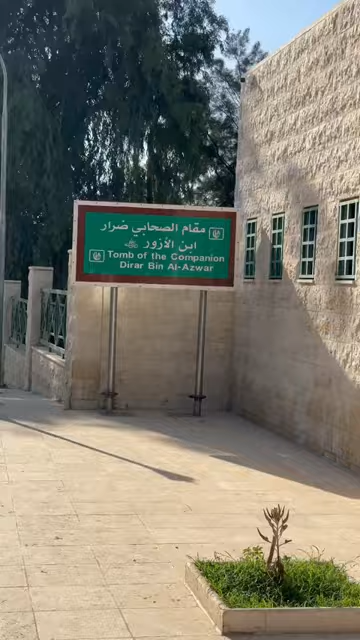 مقام الصحابي ضرار
ابن الأزور
Tomb of the Companion
Dirar Bin Al-Azwar